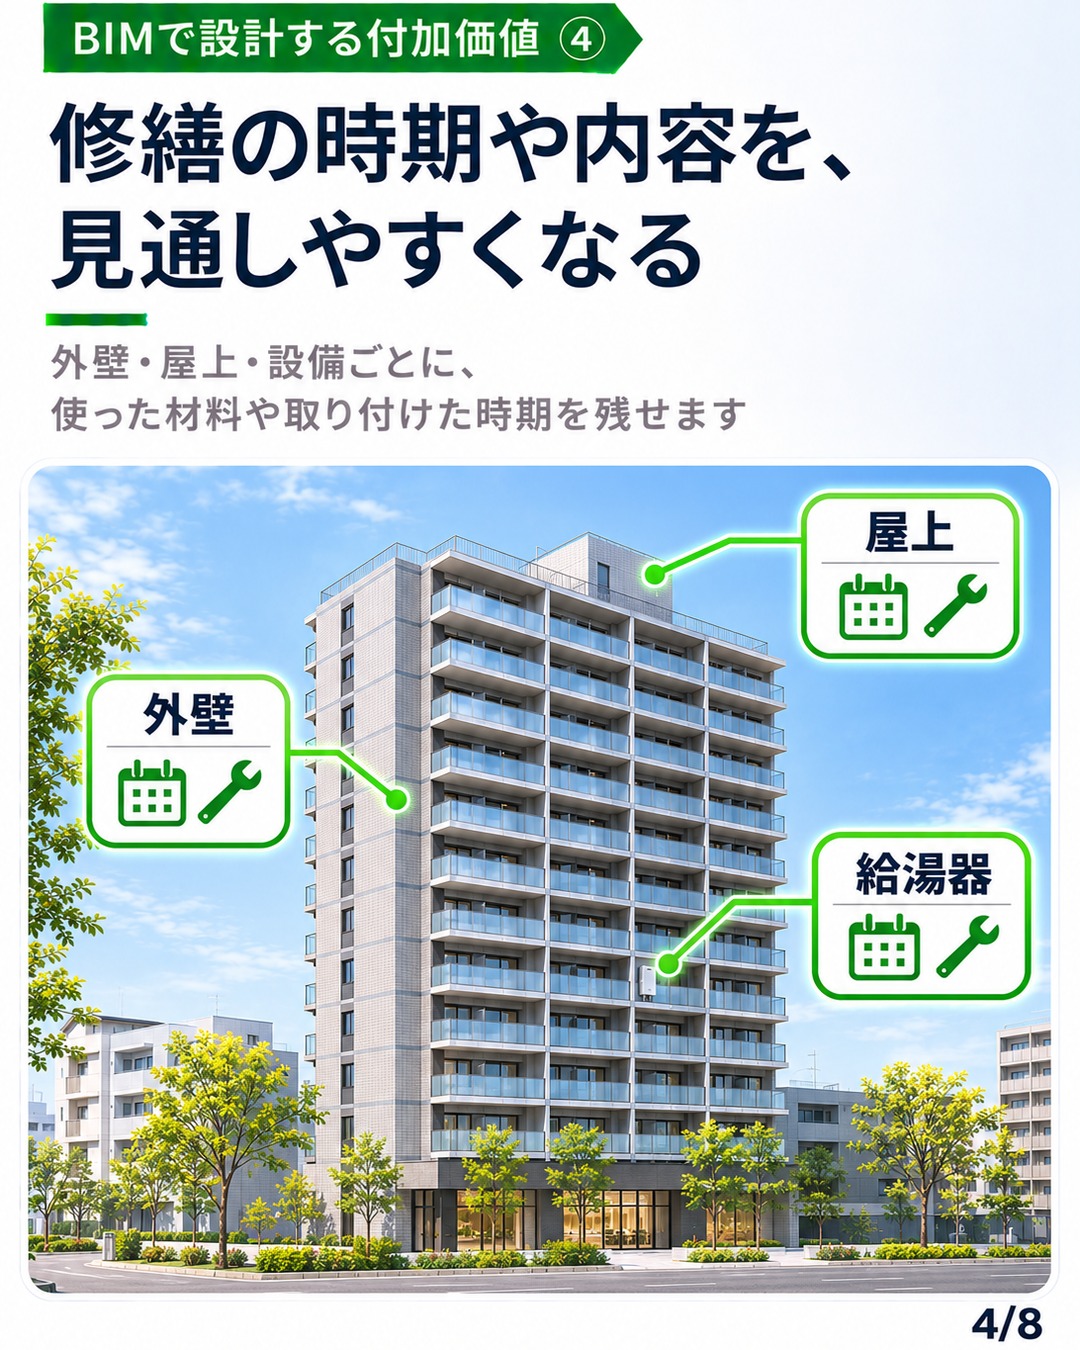 BIMで設計する付加価値 ④
修繕の時期や内容を、
見通しやすくなる
外壁・屋上・設備ごとに、
使った材料や取り付けた時期を残せます
屋上
外壁
給湯器
4/8